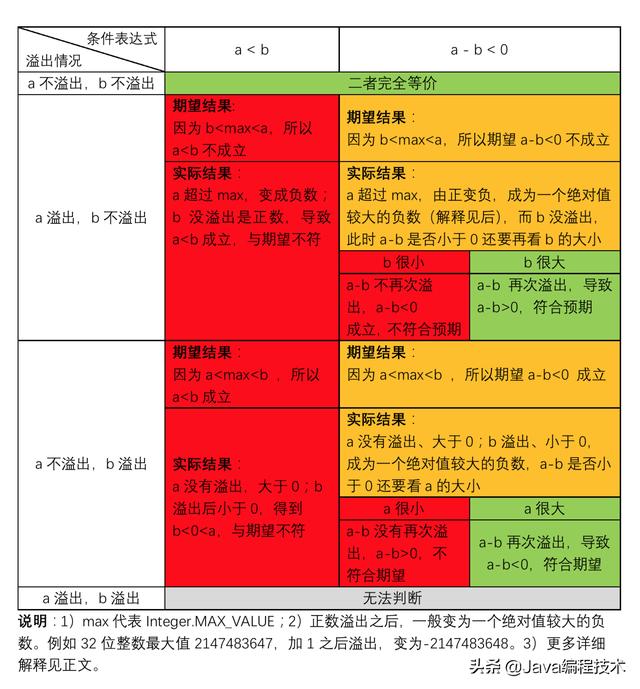 条件表达式
溢出情况
a < b
a - b < 0
a 不溢出，b 不溢出
二者完全等价
a 溢出，b 不溢出
期望结果:
因为 b<max<a，所以
a<b 不成立
期望结果：
因为 b<max<a，所以期望 a-b<0 不成立
实际结果：
a 超过 max，变成负数；
b 没溢出是正数，导致
a<b 成立，与期望不符
实际结果：
a 超过 max，由正变负，成为一个绝对值
较大的负数（解释见后），而 b 没溢出，
此时 a-b 是否小于 0 还要再看 b 的大小
b 很小
b 很大
a-b 不再次溢
出，a-b<0
成立，不符合预期
a-b 再次溢出，导致
a-b>0，符合预期
a 不溢出，b 溢出
期望结果：
因为 a<max<b ，所以
a<b 成立
期望结果：
因为 a<max<b ，所以期望 a-b<0 成立
实际结果：
a 没有溢出，大于 0；b
溢出后小于 0，得到
b<0<a，与期望不符
实际结果：
a 没有溢出、大于 0；b 溢出、小于 0，
成为一个绝对值较大的负数，a-b 是否小
于 0 还要看 a 的大小
a 很小
a 很大
a-b 没有再次溢
出，a-b>0，不
符合期望
a-b 再次溢出，导致
a-b<0，符合期望
a 溢出，b 溢出
无法判断
说明：1）max 代表 Integer.MAX_VALUE；2）正数溢出之后，一般变为一个绝对值较大的负
数。例如 32 位整数最大值 2147483647，加 1 之后溢出，变为-2147483648。3）更多详细
解释见正文。
头条 @Java编程技术